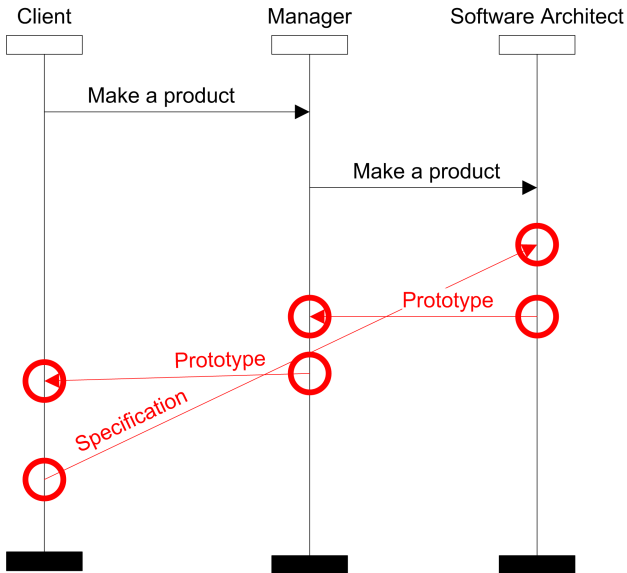 Client
Manager
Software Architect
Make a product
Make a product
Prototype
Prototype
Specification